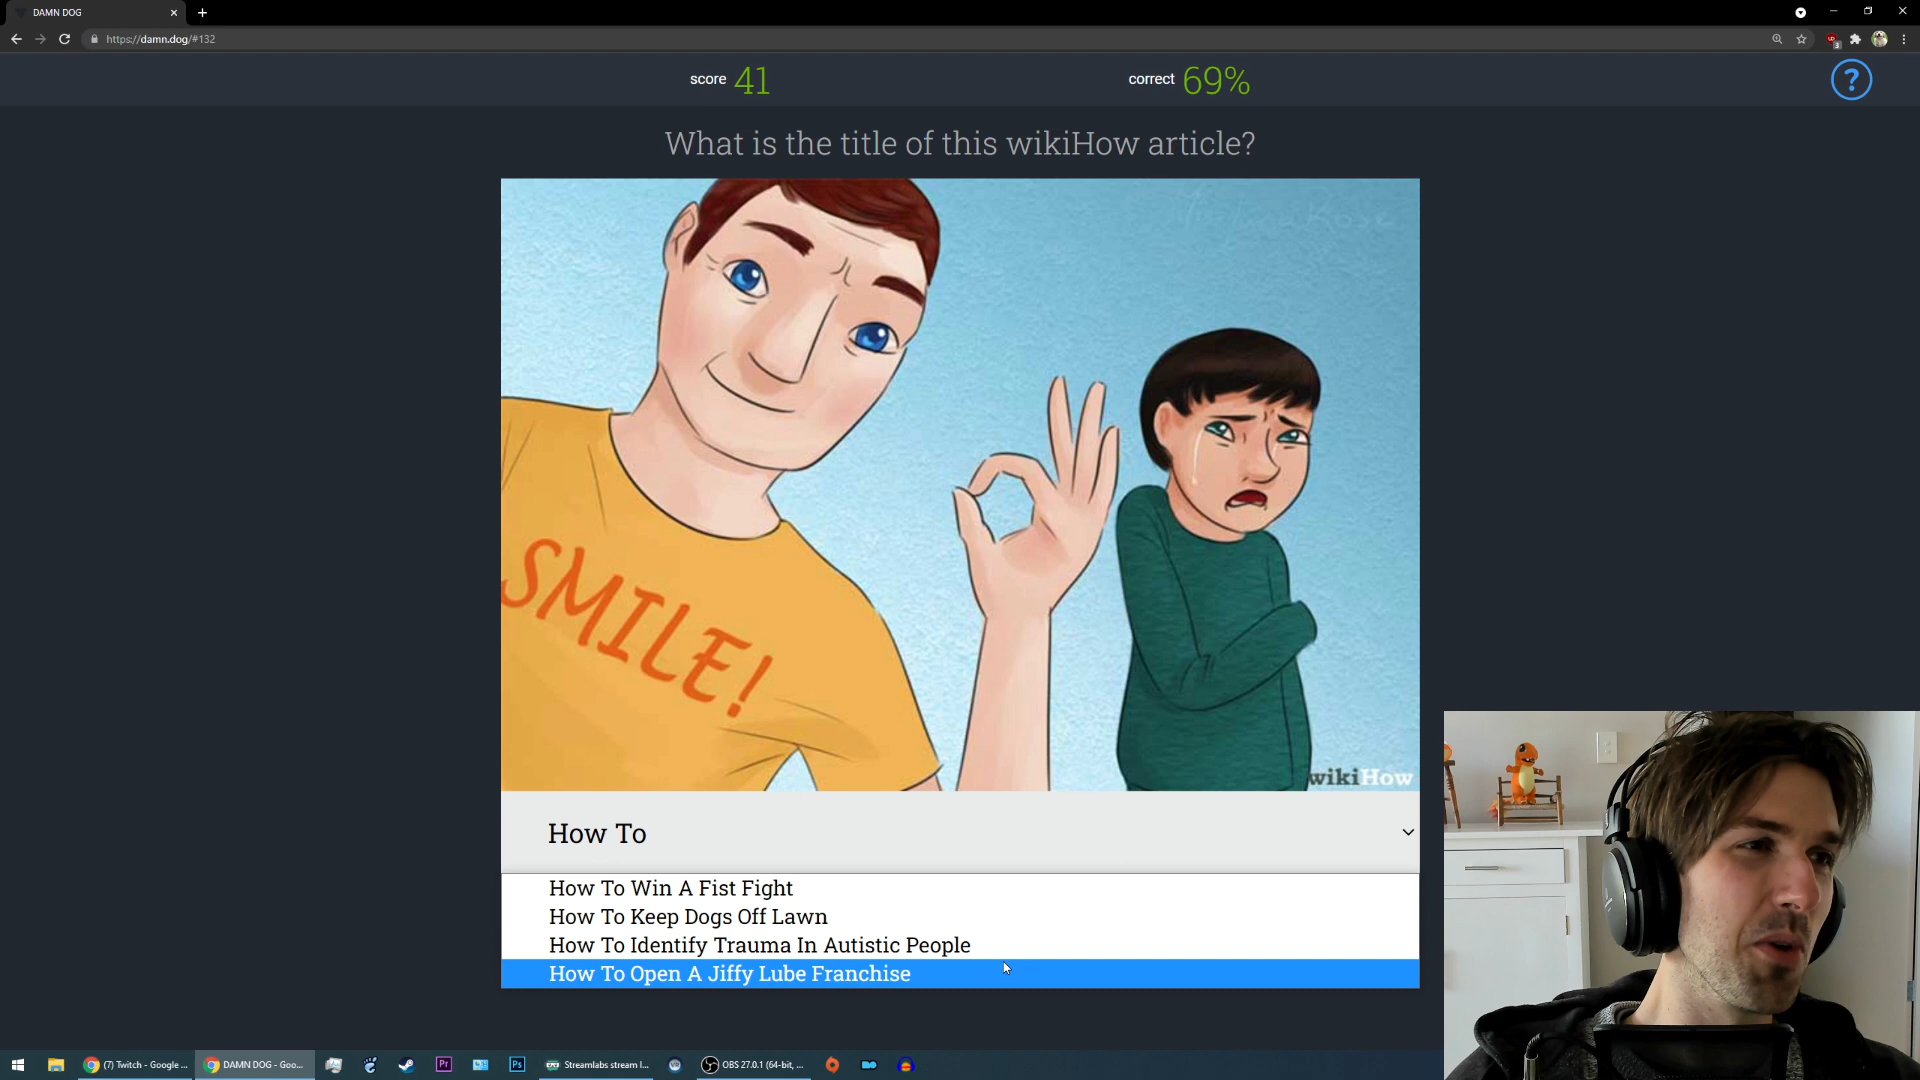 DAMN DOG
https://damn.dog/#132
score 41
correct 69%
?
What is the title of this wikiHow article?
SMILE!
wikiHow
How To
How To Win A Fist Fight
How To Keep Dogs Off Lawn
How To Identify Trauma In Autistic People
How To Open A Jiffy Lube Franchise
(7) Twitch - Google ...
DAMN DOG - Goo...
Pr
Ps
Streamlabs stream l...
OBS 27.0.1 (64-bit, ...